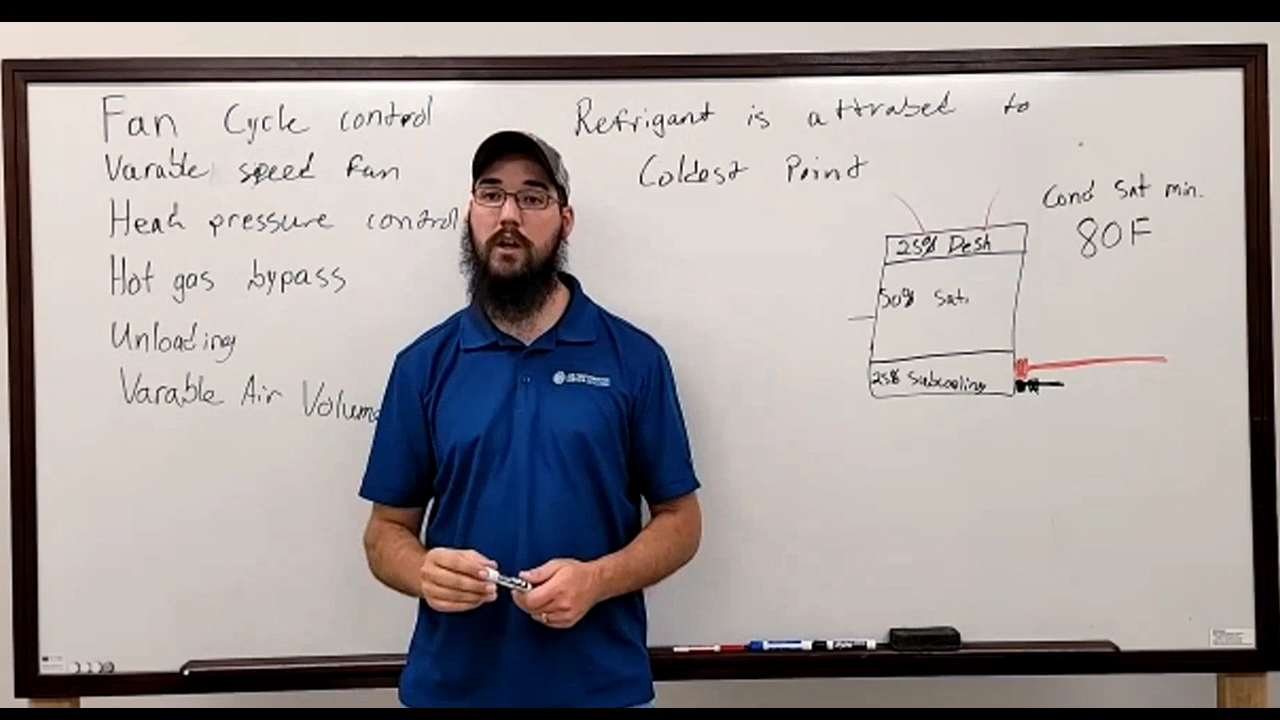 Fan Cycle control
Varable speed fan
Head pressure control
Hot gas bypass
Unloading
Varable Air Volume
Refrigant is attrabed to
Coldest Point
Cond Sat min.
80F
25% Desh
50% Sat.
25% Subcooling